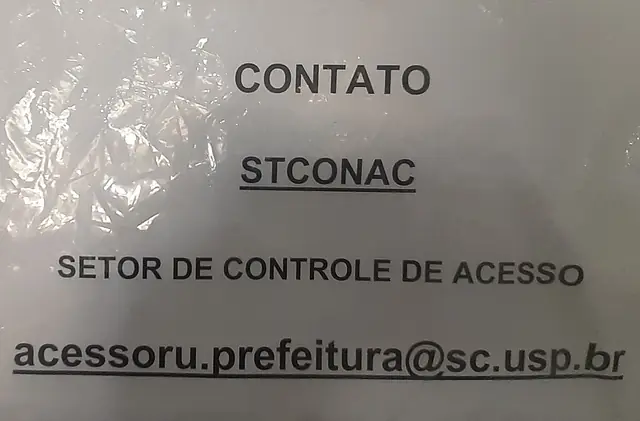 CONTATO
STCONAC
SETOR DE CONTROLE DE ACESSO
acessoru.prefeitura@sc.usp.br